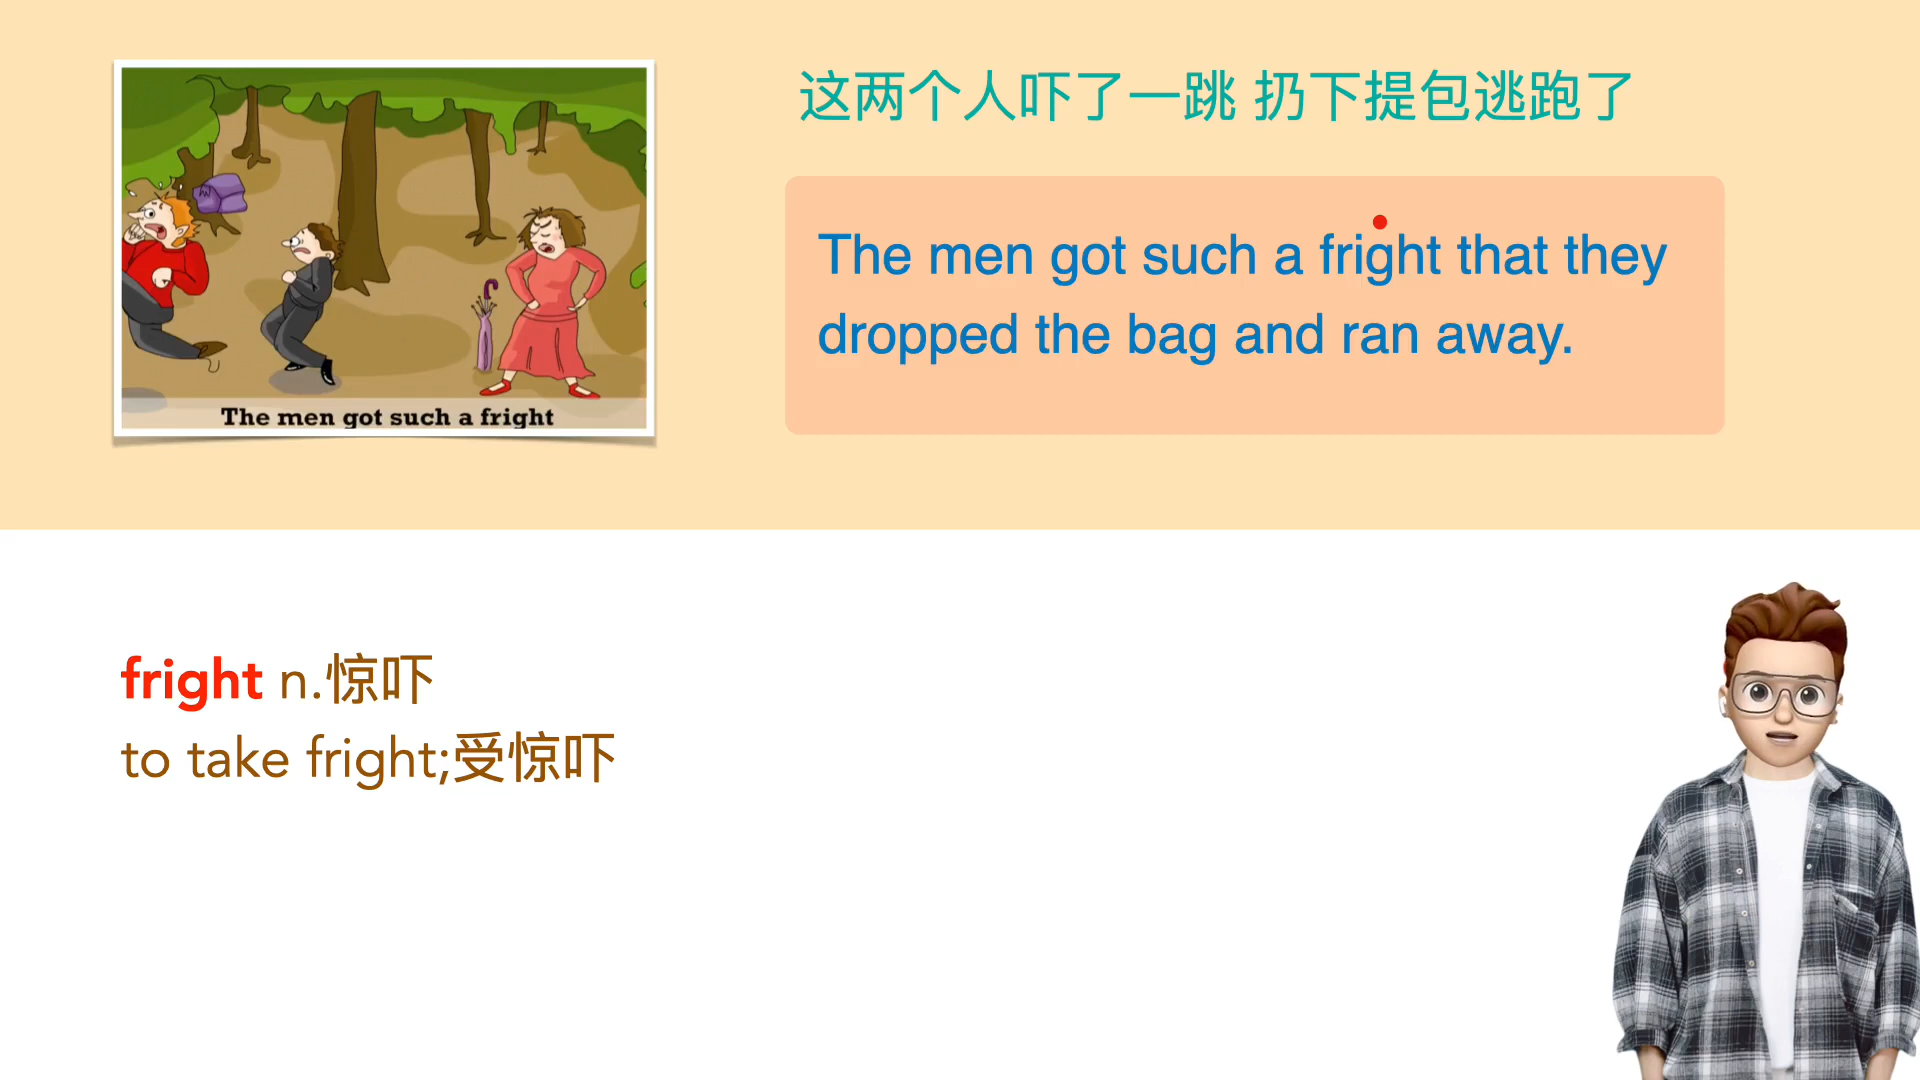 这两个人吓了一跳 扔下提包逃跑了
The men got such a fright that they
dropped the bag and ran away.
The men got such a fright
fright n.惊吓
to take fright;受惊吓